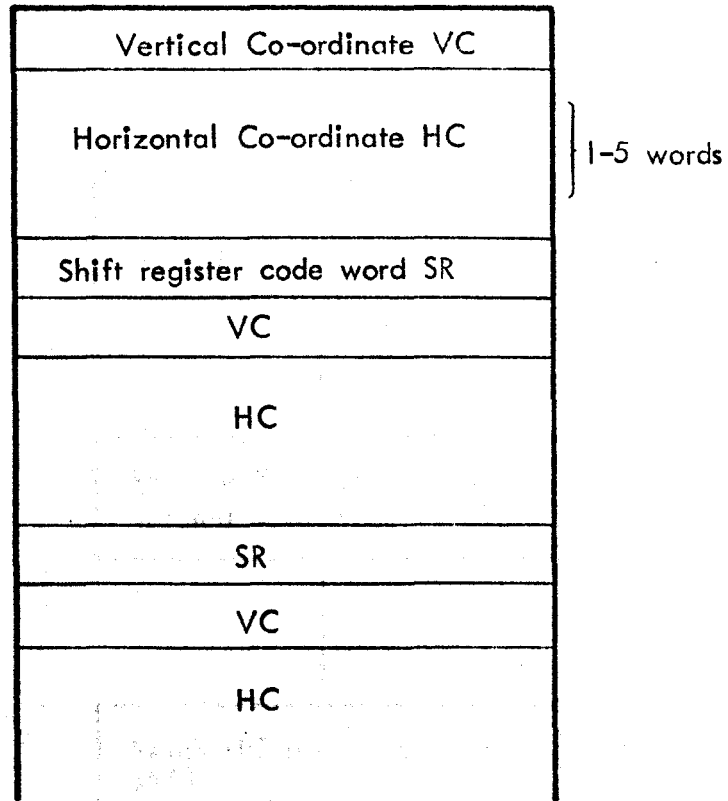 Vertical Co-ordinate VC
Horizontal Co-ordinate HC
1-5 words
Shift register code word SR
VC
HC
SR
VC
HC